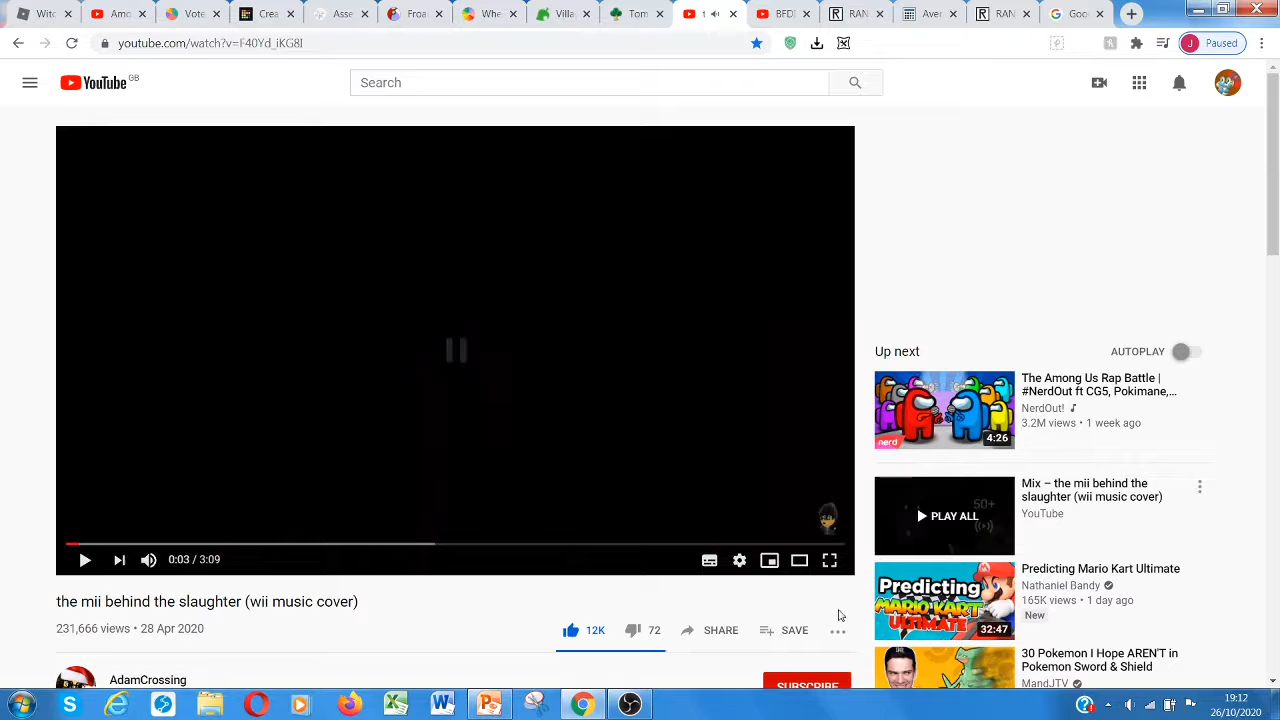 Witc
Amo
Vote
Crea
Asse
Wh
Tom
BFD
RAN
Ave
RAN
Goo
youtube.com/watch?v=F40Yd_iKG8I
J Paused
YouTube GB
Search
0:03 / 3:09
the mii behind the slaughter (wii music cover)
231,666 views • 28 Apr 20
12K
72
SHARE
SAVE
AdamCrossing
SUBSCRIBE
Up next
AUTOPLAY
The Among Us Rap Battle |
#NerdOut ft CG5, Pokimane,...
NerdOut!
3.2M views • 1 week ago
nerd
4:26
Mix – the mii behind the
slaughter (wii music cover)
YouTube
50+
PLAY ALL
Predicting Mario Kart Ultimate
Nathaniel Bandy
165K views • 1 day ago
New
Predicting
MARIO KART
ULTIMATE
32:47
30 Pokemon I Hope AREN'T in
Pokemon Sword & Shield
MandJTV
19:12
26/10/2020